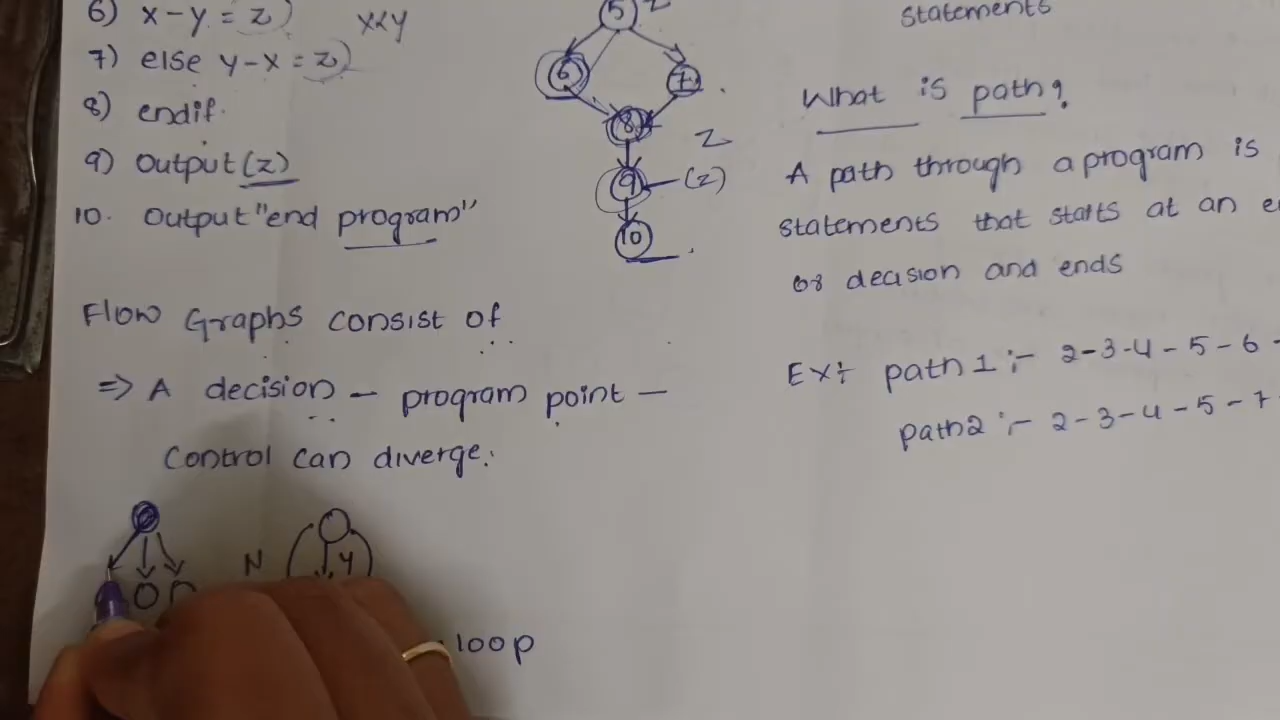 6) x-y = z)
x<y
7) else y-x = z)
8) endif.
9) Output(z)
10. Output"end program"
5 z
6
7
8
z
9 (z)
10
Flow Graphs consist of
=> A decision - program point -
Control can diverge.
N
y
loop
statements
What is path?
A path through a program is
statements that starts at an
or decision and ends
Ex:- path1 :- 2-3-4-5-6-
path2 :- 2-3-4-5-7-